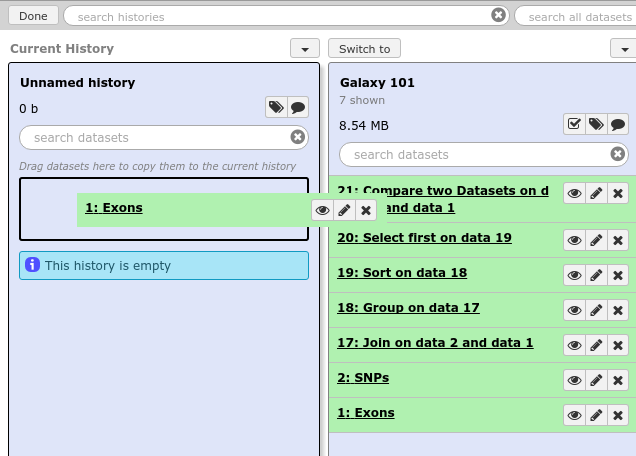 Done
search histories
search all datasets
Current History
Switch to
Unnamed history
0 b
search datasets
Drag datasets here to copy them to the current history
1: Exons
This history is empty
Galaxy 101
7 shown
8.54 MB
search datasets
21: Compare two Datasets on d
and data 1
20: Select first on data 19
19: Sort on data 18
18: Group on data 17
17: Join on data 2 and data 1
2: SNPs
1: Exons